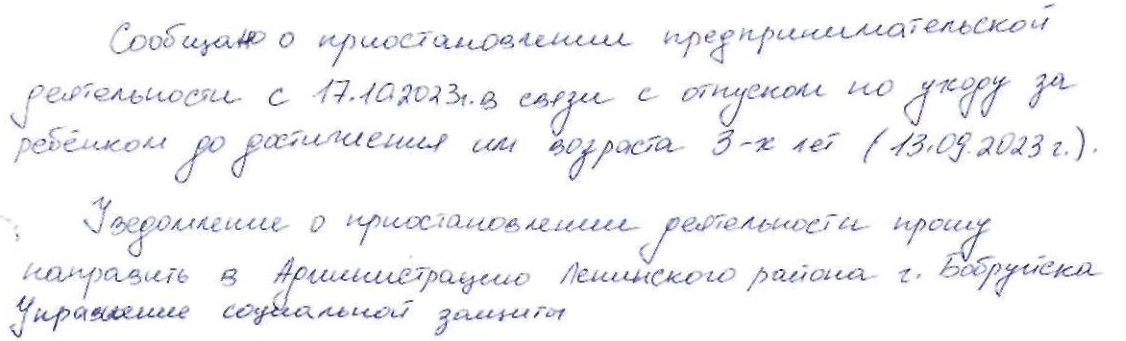 Сообщаю о приостановлении предпринимательской
деятельности с 17.10.2023г. в связи с отпуском по уходу за
ребёнком до достижения им возраста 3-х лет (13.09.2023 г.).
Уведомление о приостановлении деятельности прошу
направить в Администрацию Ленинского района г. Бобруйска
Управление социальной защиты